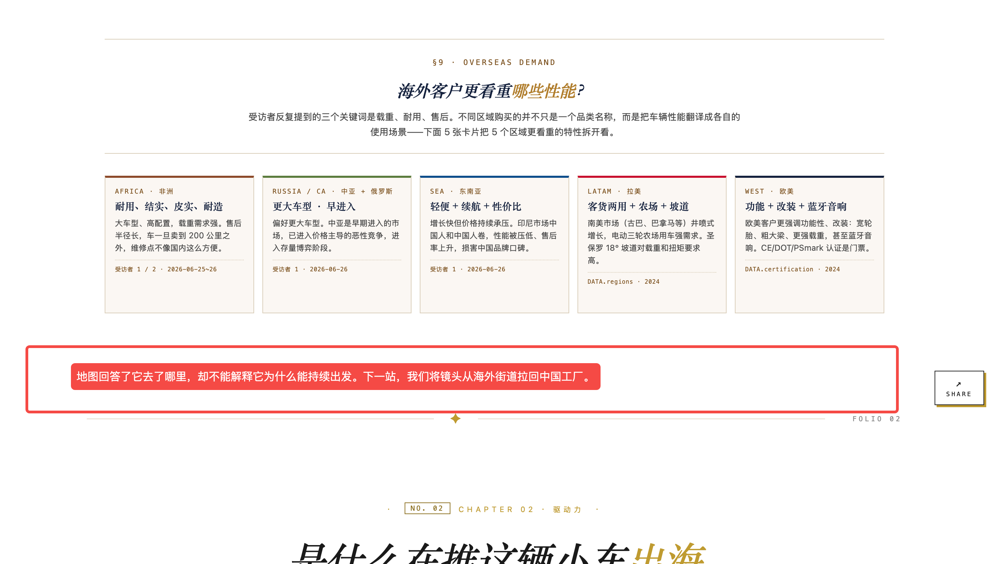 §9 · OVERSEAS DEMAND
海外客户更看重哪些性能?
受访者反复提到的三个关键词是载重、耐用、售后。不同区域购买的并不只是一个品类名称，而是把车辆性能翻译成各自的
使用场景——下面 5 张卡片把 5 个区域更看重的特性拆开看。
AFRICA · 非洲
耐用、结实、皮实、耐造
大车型、高配置，载重需求强。售后
半径长，车一旦卖到 200 公里之
外，维修点不像国内这么方便。
受访者 1 / 2 · 2026-06-25~26
RUSSIA / CA · 中亚 + 俄罗斯
更大车型 · 早进入
偏好更大车型。中亚是早期进入的市
场，已进入价格主导的恶性竞争，进
入存量博弈阶段。
受访者 1 · 2026-06-26
SEA · 东南亚
轻便 + 续航 + 性价比
增长快但价格持续承压。印尼市场中
国人和中国人卷，性能被压低、售后
率上升，损害中国品牌口碑。
受访者 1 · 2026-06-26
LATAM · 拉美
客货两用 + 农场 + 坡道
南美市场（古巴、巴拿马等）井喷式
增长，电动三轮农场用车强需求。圣
保罗 18° 坡道对载重和扭矩要求
高。
DATA.regions · 2024
WEST · 欧美
功能 + 改装 + 蓝牙音响
欧美客户更强调功能性、改装：宽轮
胎、粗大梁、更强载重，甚至蓝牙音
响。CE/DOT/PSmark 认证是门票。
DATA.certification · 2024
地图回答了它去了哪里，却不能解释它为什么能持续出发。下一站，我们将镜头从海外街道拉回中国工厂。
↗
SHARE
FOLIO 02
· NO. 02 CHAPTER 02 · 驱动力 ·
是什么在推这辆小车出海